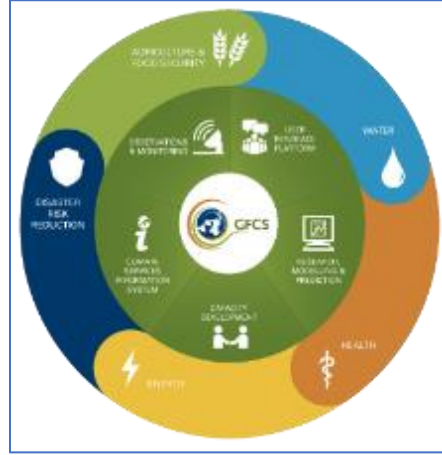 AGRICULTURE &
FOOD SECURITY
WATER
OBSERVATIONS
& MONITORING
USER
INTERFACE
PLATFORM
DISASTER
RISK
REDUCTION
GFCS
CLIMATE
SERVICES
INFORMATION
SYSTEM
RESEARCH,
MODELLING &
PREDICTION
CAPACITY
DEVELOPMENT
HEALTH
ENERGY